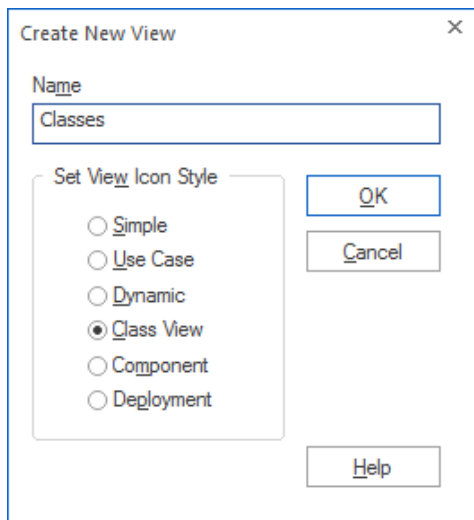 Create New View
Name
Classes
Set View Icon Style
Simple
Use Case
Dynamic
Class View
Component
Deployment
OK
Cancel
Help